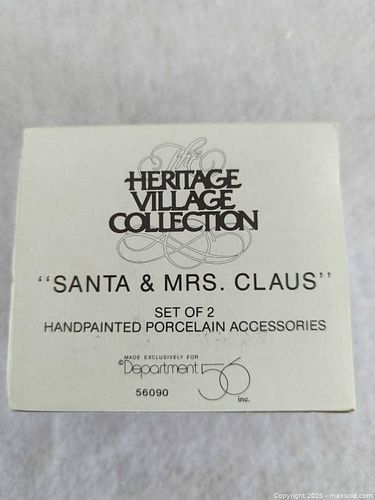 The
HERITAGE
VILLAGE
COLLECTION
"SANTA & MRS. CLAUS"
SET OF 2
HANDPAINTED PORCELAIN ACCESSORIES
MADE EXCLUSIVELY FOR
©Department 56
56090 inc.
Copyright 2026 - maxsold.com